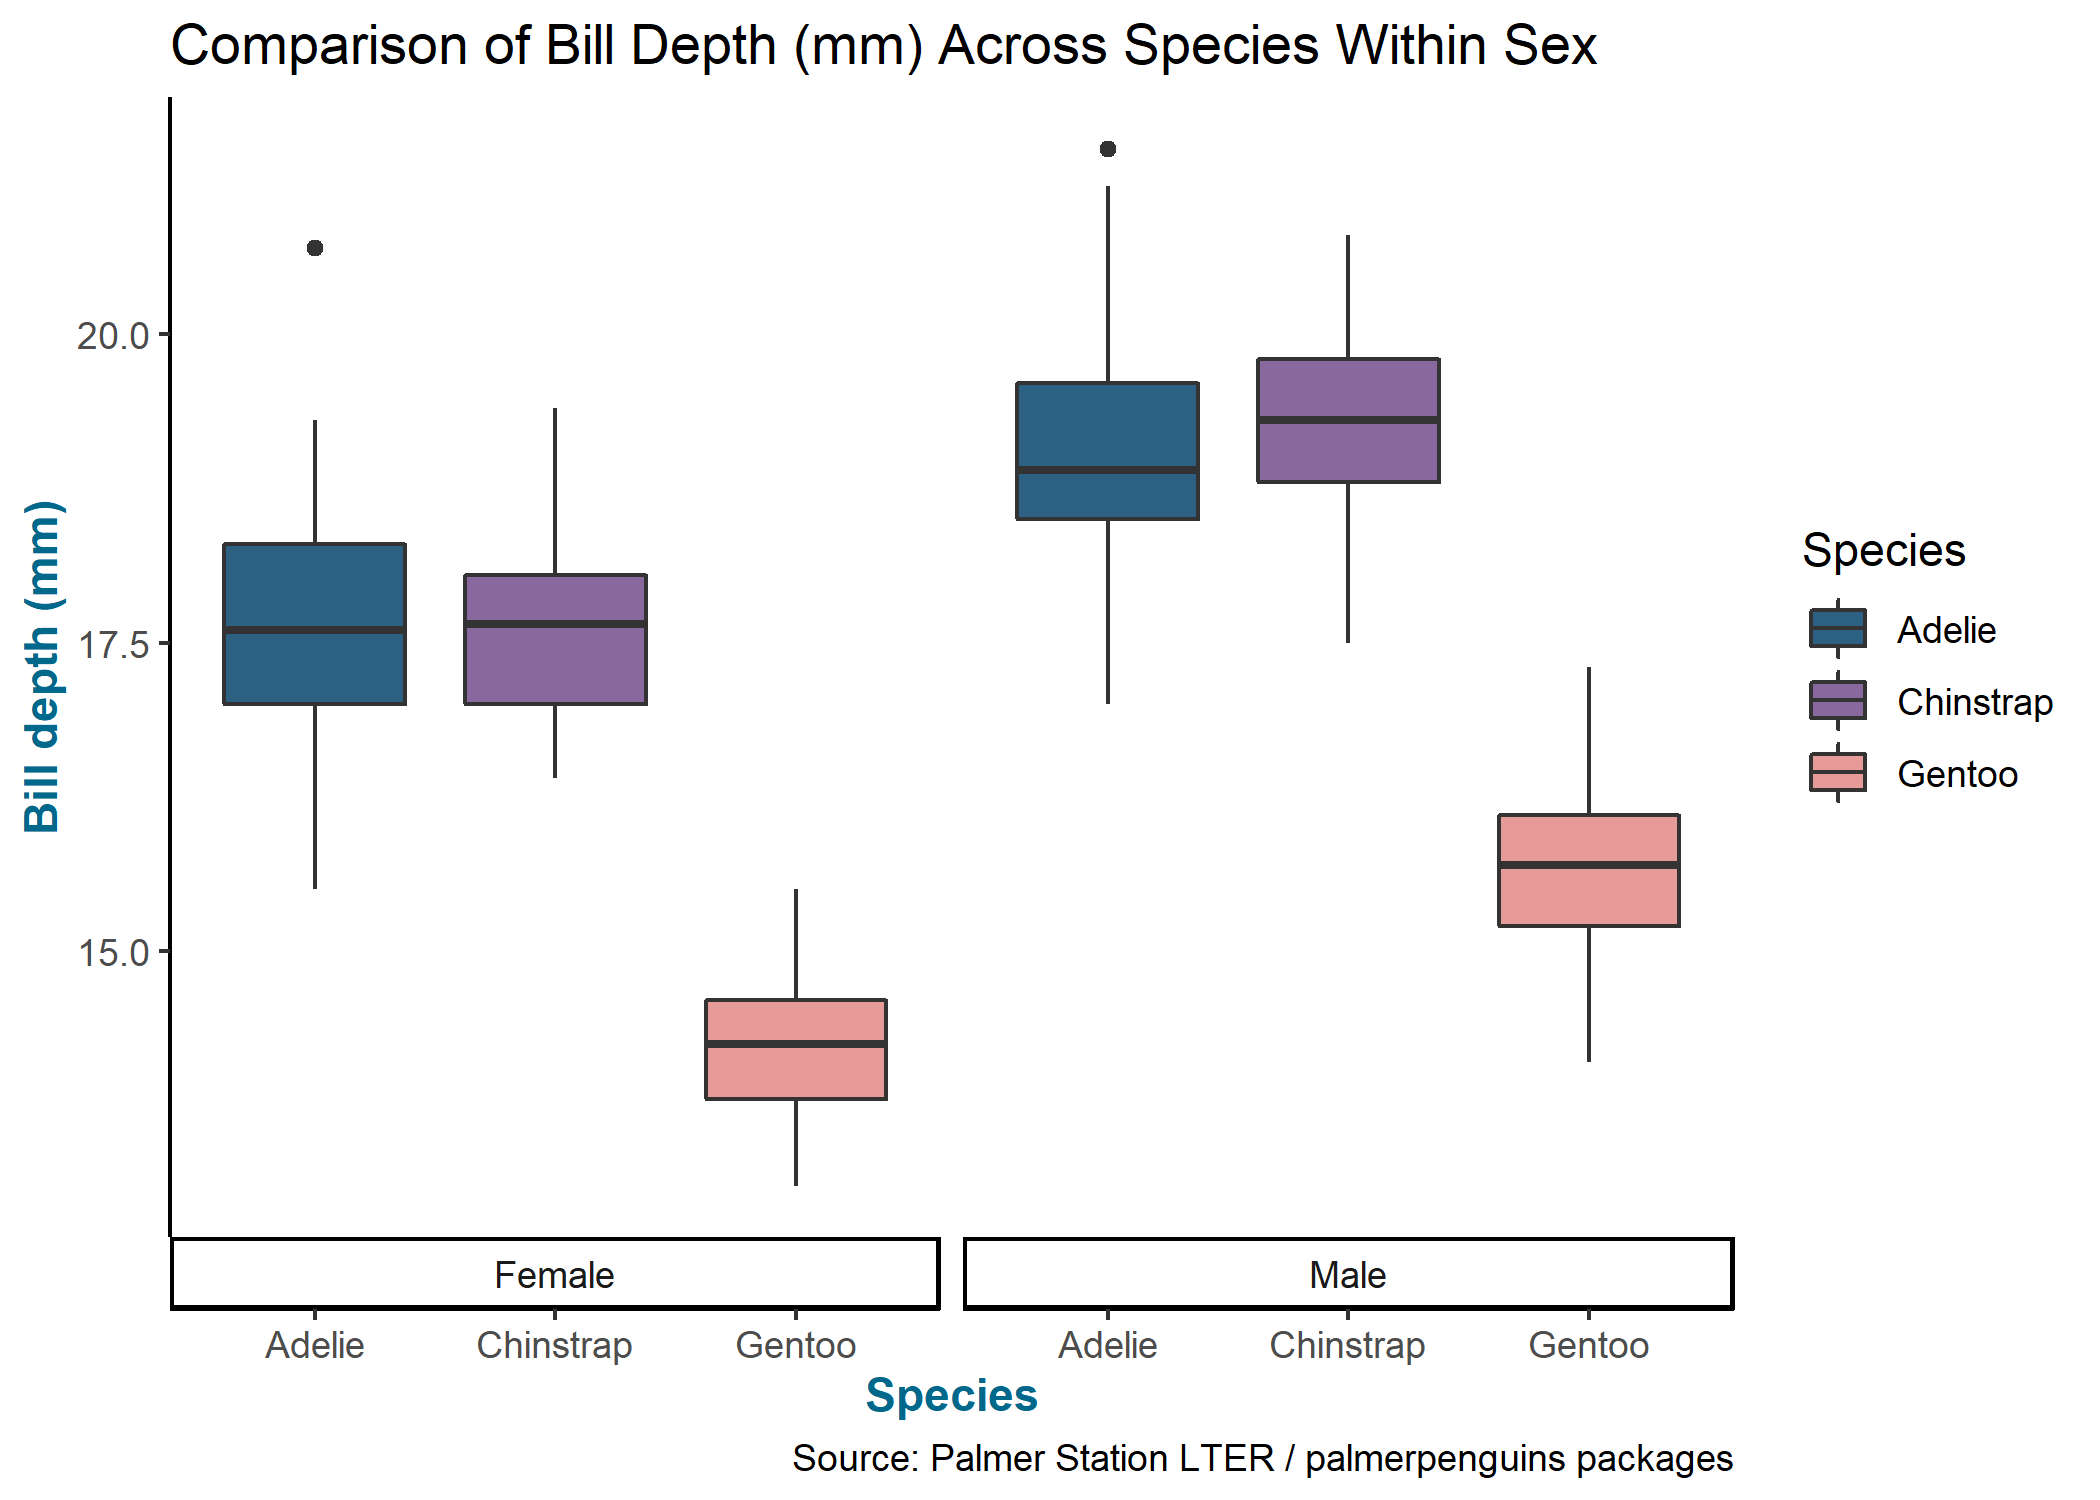 Comparison of Bill Depth (mm) Across Species Within Sex
Bill depth (mm)
20.0
17.5
15.0
Female
Male
Adelie
Chinstrap
Gentoo
Adelie
Chinstrap
Gentoo
Species
Source: Palmer Station LTER / palmerpenguins packages
Species
Adelie
Chinstrap
Gentoo